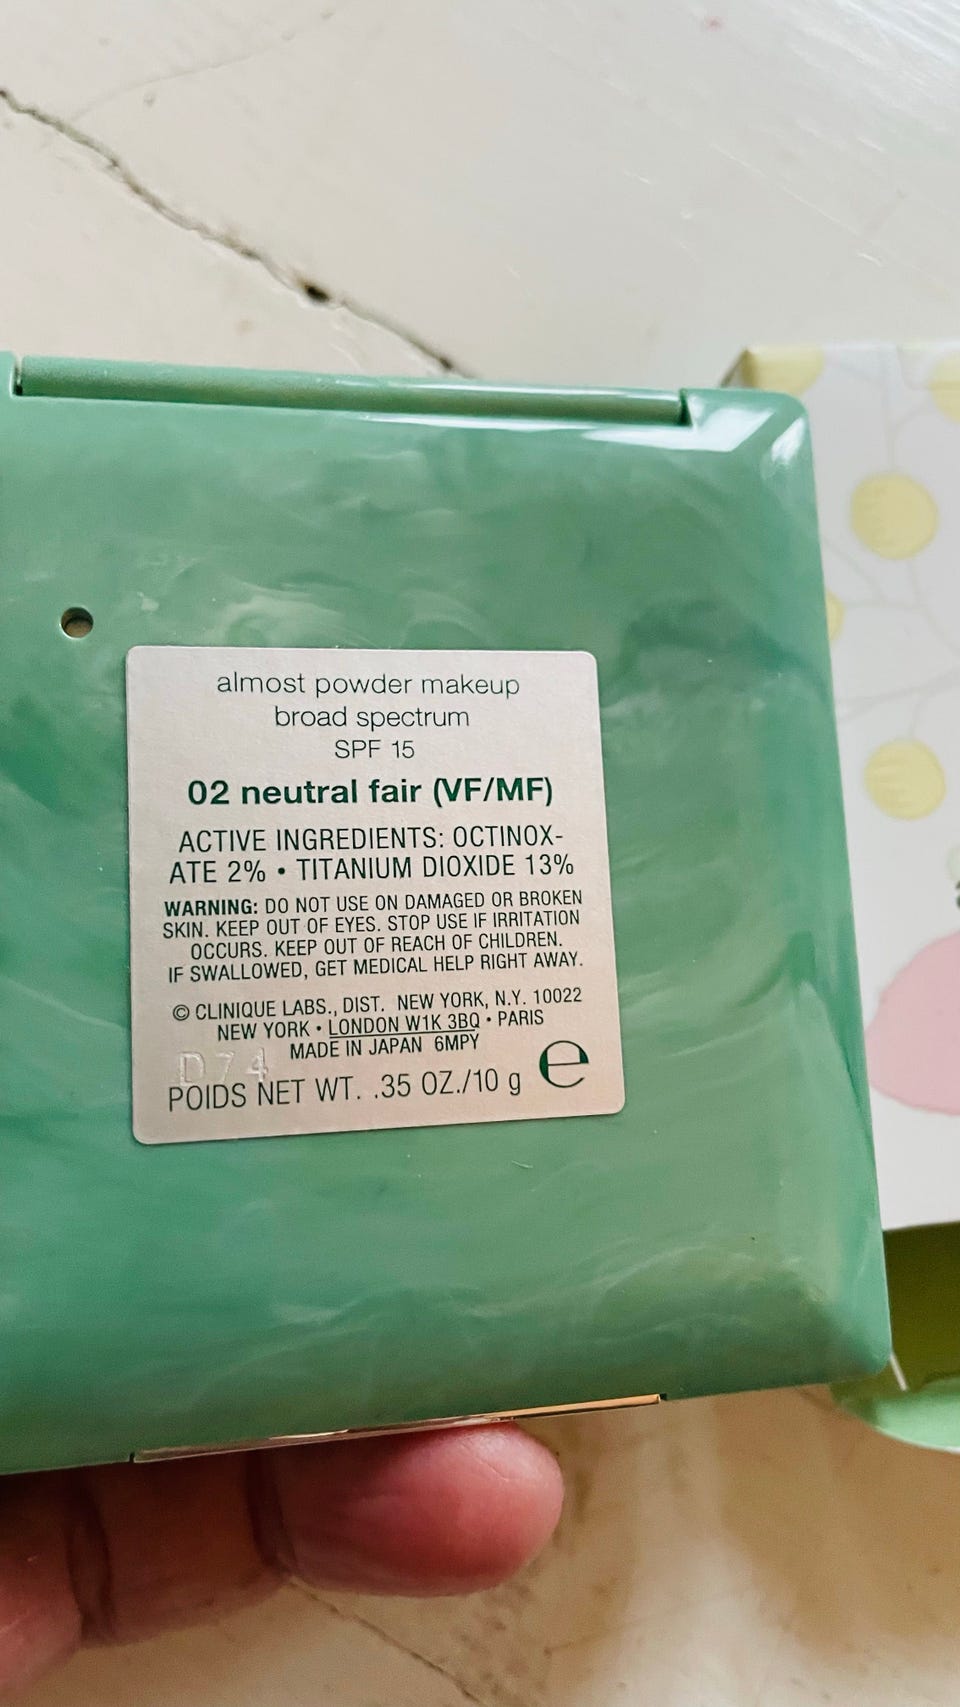 almost powder makeup
broad spectrum
SPF 15
02 neutral fair (VF/MF)
ACTIVE INGREDIENTS: OCTINOX-
ATE 2% • TITANIUM DIOXIDE 13%
WARNING: DO NOT USE ON DAMAGED OR BROKEN
SKIN. KEEP OUT OF EYES. STOP USE IF IRRITATION
OCCURS. KEEP OUT OF REACH OF CHILDREN.
IF SWALLOWED, GET MEDICAL HELP RIGHT AWAY.
© CLINIQUE LABS., DIST. NEW YORK, N.Y. 10022
NEW YORK • LONDON W1K 3BQ • PARIS
MADE IN JAPAN 6MPY
D74
POIDS NET WT. .35 OZ./10 g ℮